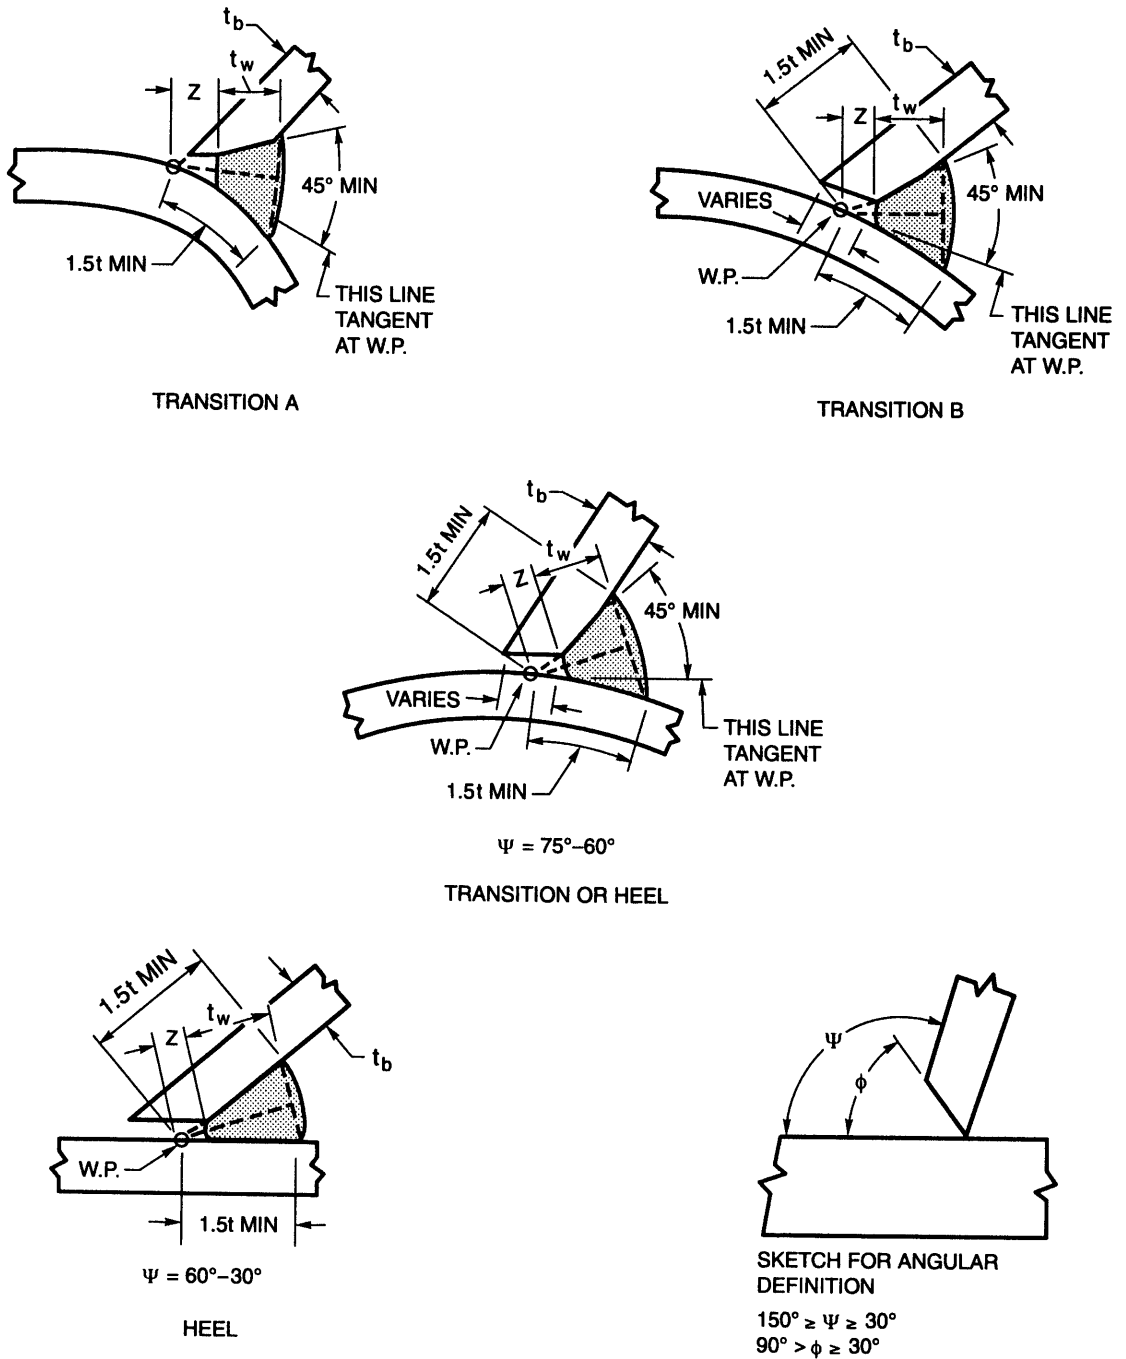 t_b
t_w
Z
45° MIN
1.5t MIN
THIS LINE
TANGENT
AT W.P.
TRANSITION A
1.5t MIN
t_b
Z
t_w
VARIES
45° MIN
W.P.
1.5t MIN
THIS LINE
TANGENT
AT W.P.
TRANSITION B
t_b
1.5t MIN
t_w
Z
45° MIN
VARIES
W.P.
THIS LINE
TANGENT
AT W.P.
1.5t MIN
Ψ = 75°–60°
TRANSITION OR HEEL
1.5t MIN
t_w
Z
t_b
W.P.
1.5t MIN
Ψ = 60°–30°
HEEL
Ψ
ϕ
SKETCH FOR ANGULAR
DEFINITION
150° ≥ Ψ ≥ 30°
90° > ϕ ≥ 30°